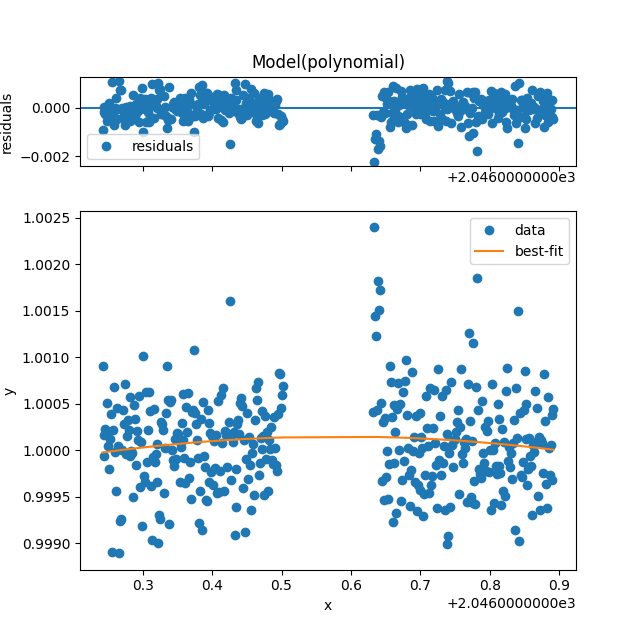 Model(polynomial)
residuals
0.000
−0.002
residuals
+2.0460000000e3
y
1.0025
1.0020
1.0015
1.0010
1.0005
1.0000
0.9995
0.9990
data
best-fit
0.3 0.4 0.5 0.6 0.7 0.8 0.9
x
+2.0460000000e3